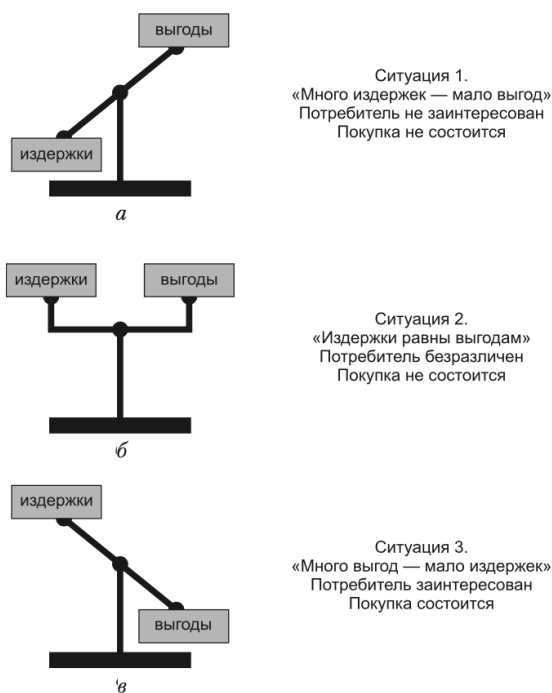 выгоды
издержки
а
Ситуация 1.
«Много издержек — мало выгод»
Потребитель не заинтересован
Покупка не состоится
издержки
выгоды
б
Ситуация 2.
«Издержки равны выгодам»
Потребитель безразличен
Покупка не состоится
издержки
выгоды
в
Ситуация 3.
«Много выгод — мало издержек»
Потребитель заинтересован
Покупка состоится